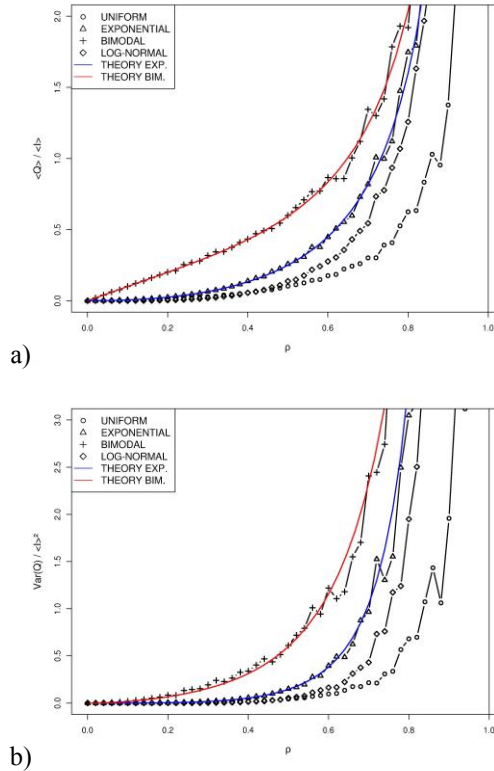 2.0
1.5
1.0
0.5
0.0
<Q> / <I>
UNIFORM
EXPONENTIAL
BIMODAL
LOG-NORMAL
THEORY EXP.
THEORY BIM.
0.0 0.2 0.4 0.6 0.8 1.0
ρ
a)
3.0
2.5
2.0
1.5
1.0
0.5
0.0
Var(Q) / <I>²
UNIFORM
EXPONENTIAL
BIMODAL
LOG-NORMAL
THEORY EXP.
THEORY BIM.
0.0 0.2 0.4 0.6 0.8 1.0
ρ
b)